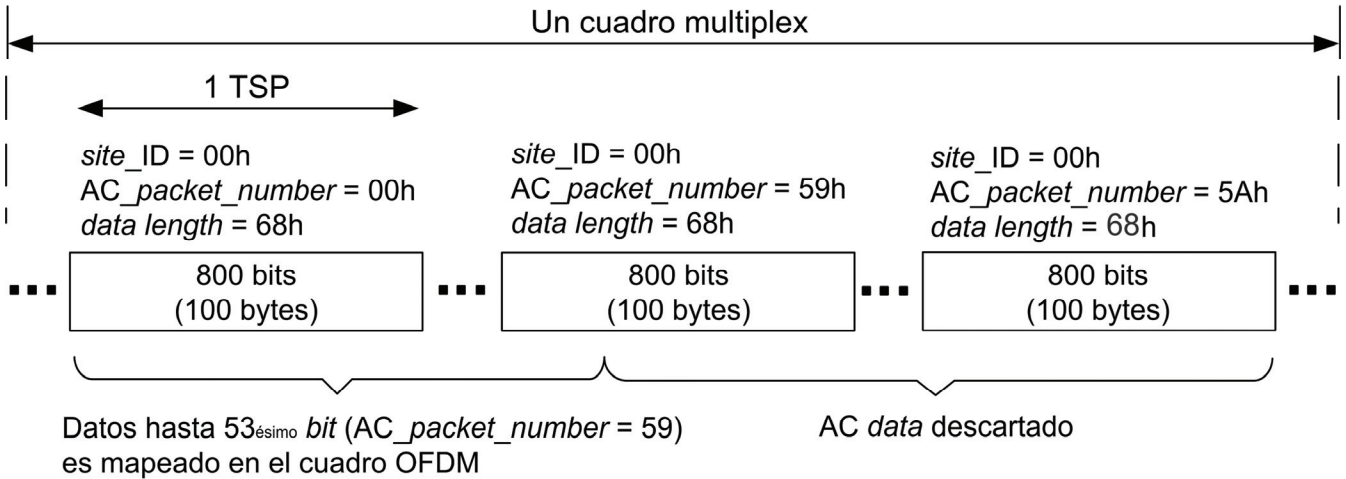 Un cuadro multiplex
1 TSP
site_ID = 00h
AC_packet_number = 00h
data length = 68h
site_ID = 00h
AC_packet_number = 59h
data length = 68h
site_ID = 00h
AC_packet_number = 5Ah
data length = 68h
800 bits
(100 bytes)
800 bits
(100 bytes)
800 bits
(100 bytes)
Datos hasta 53ésimo bit (AC_packet_number = 59)
es mapeado en el cuadro OFDM
AC data descartado